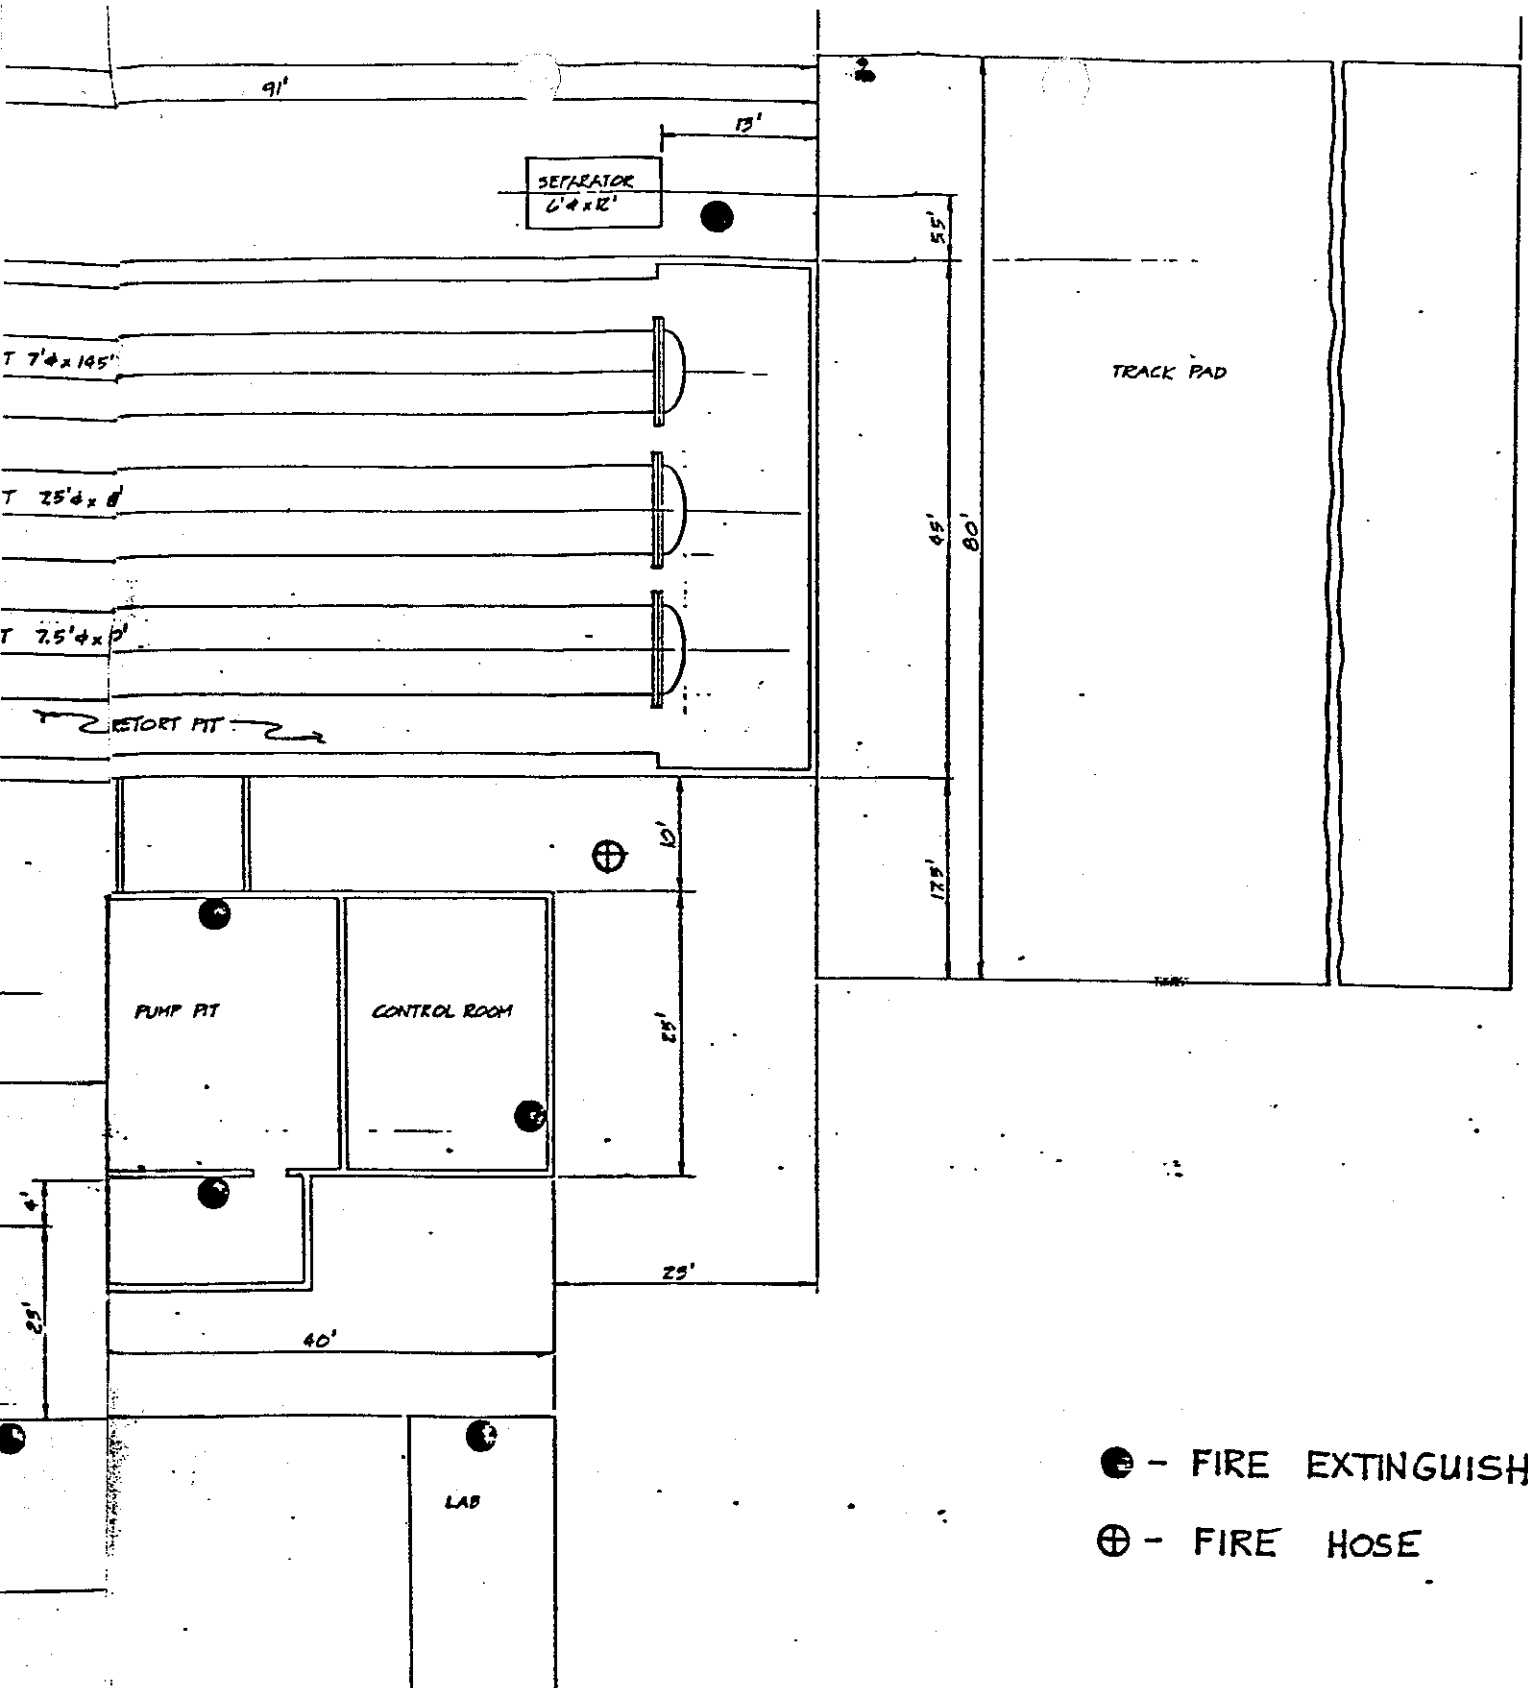 91'
13'
SEPARATOR
6'φ x 12'
55'
T 7'φ x 145'
TRACK PAD
T 7.5'φ x
45'
80'
T 7.5'φ x
RETORT PIT
10'
17.5'
PUMP PIT
CONTROL ROOM
25'
4'
25'
25'
40'
LAB
- FIRE EXTINGUISH
- FIRE HOSE